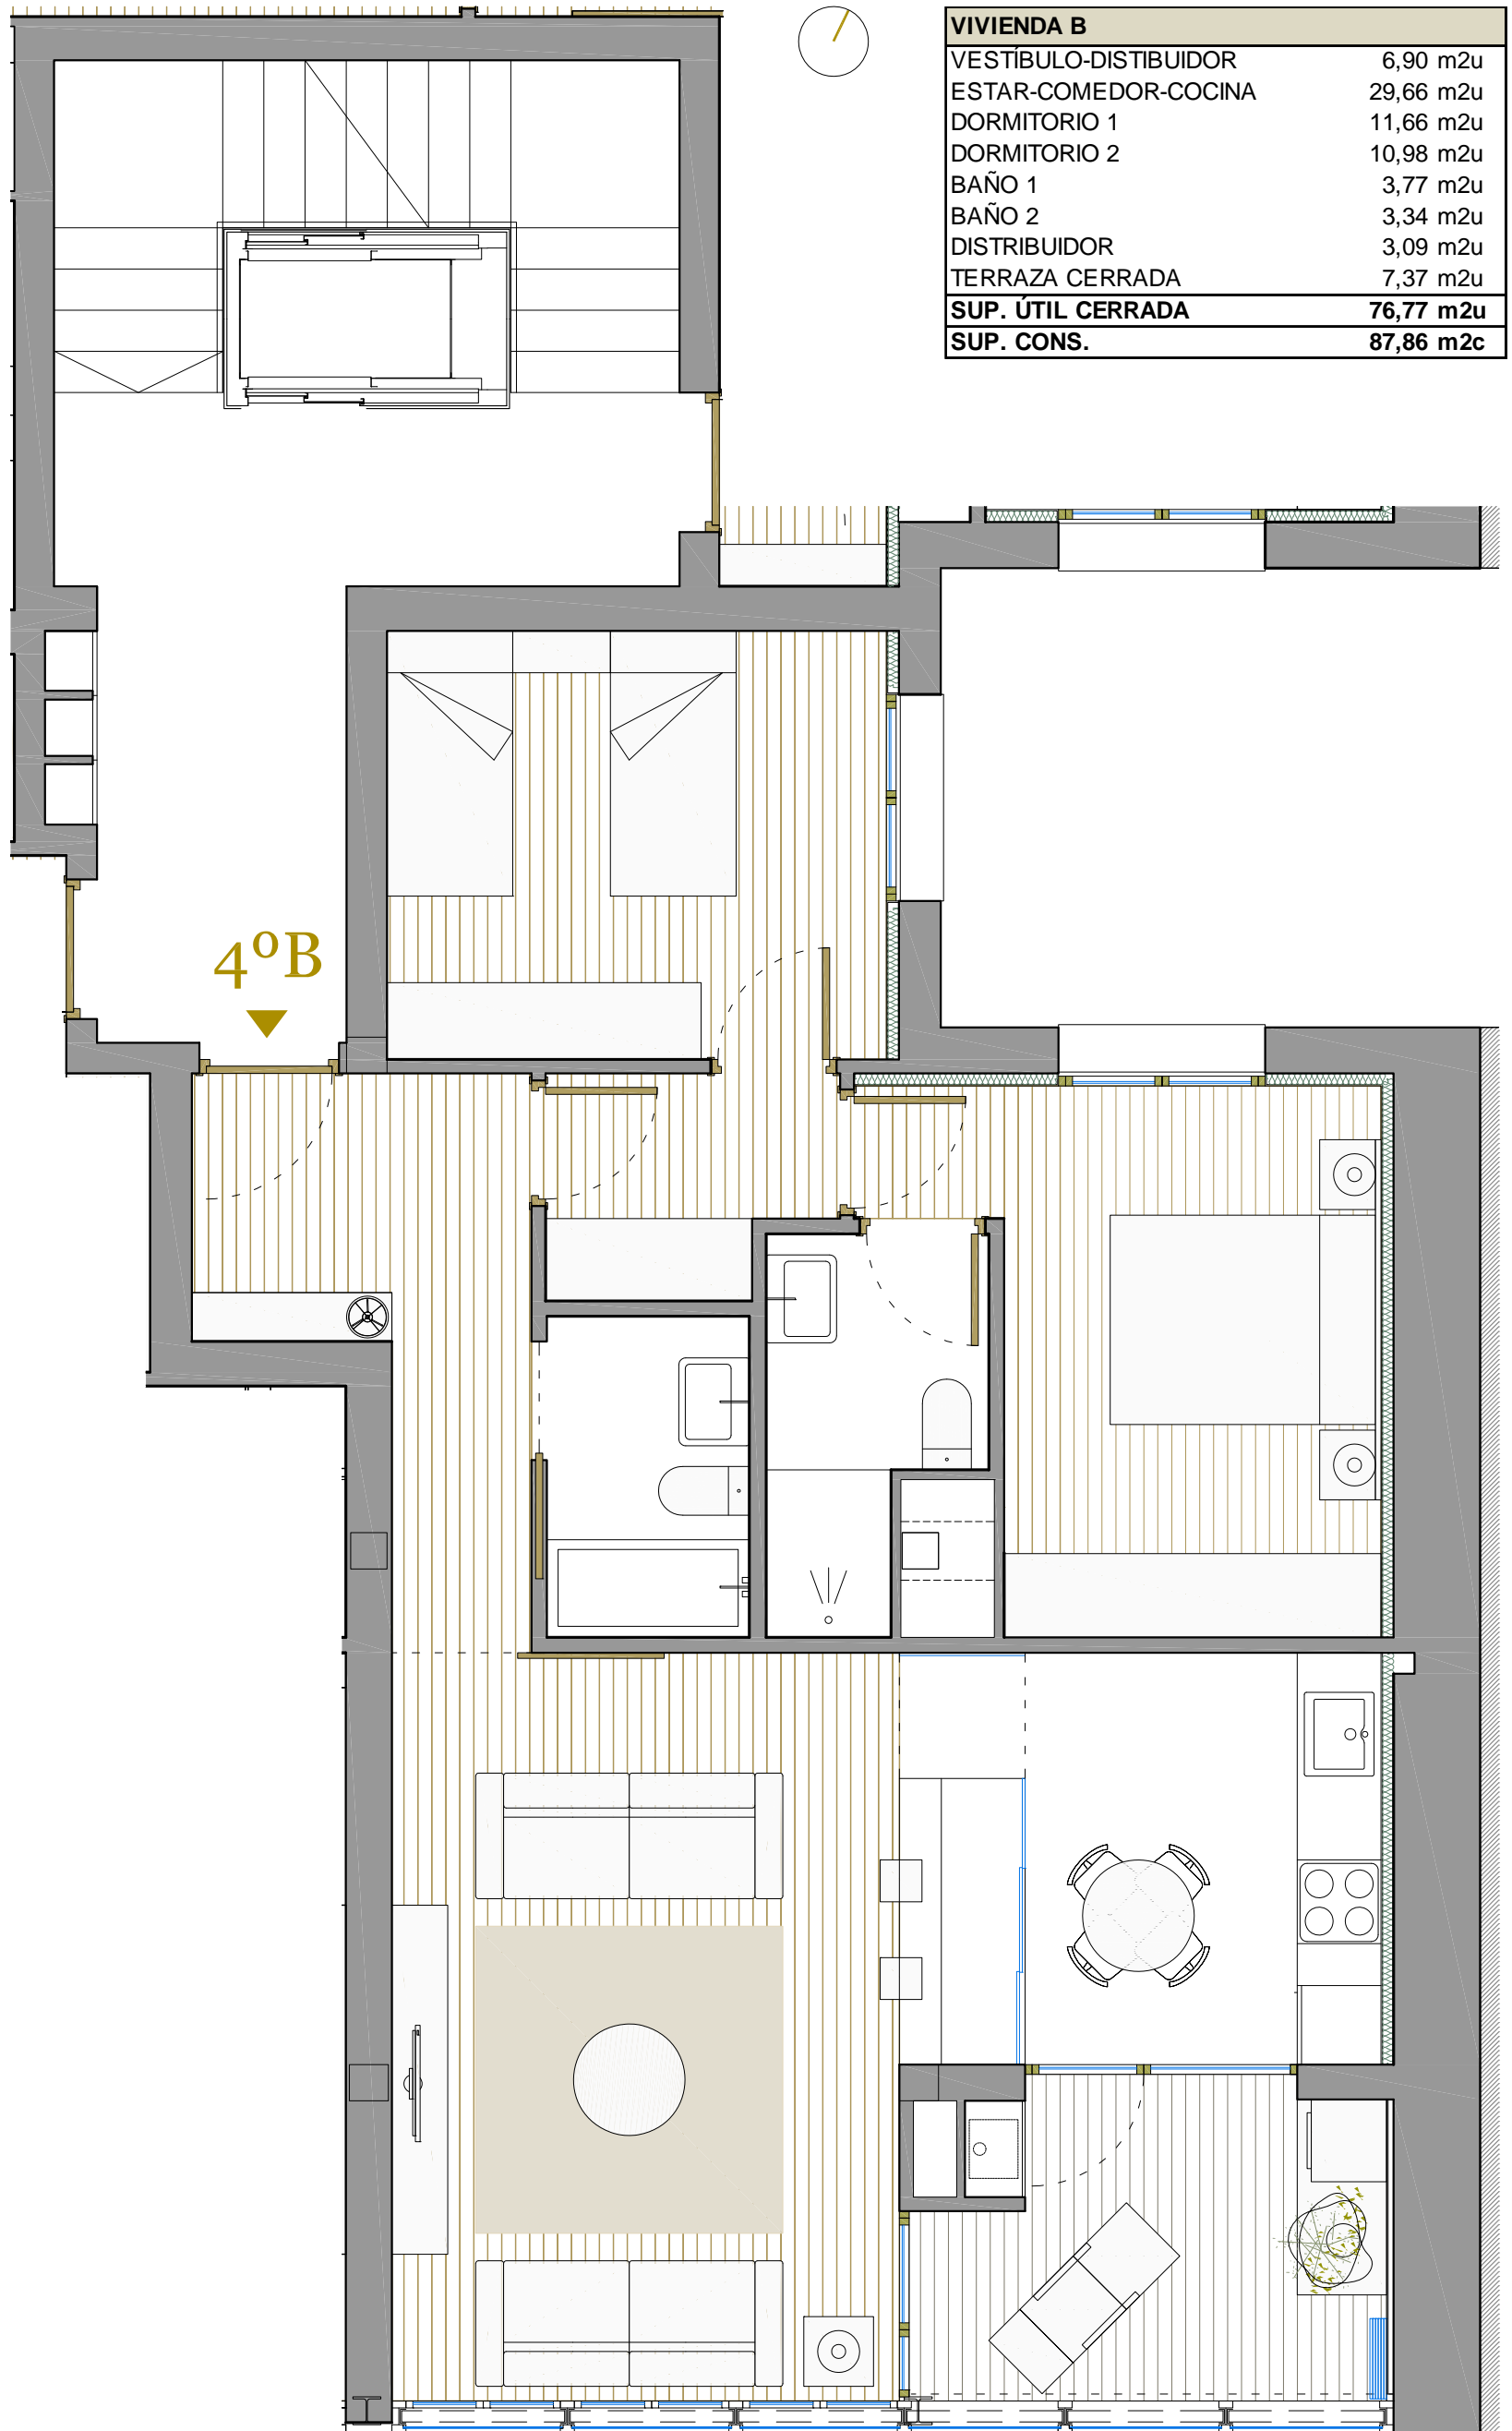 VIVIENDA B
VESTÍBULO-DISTIBUIDOR 6,90 m2u
ESTAR-COMEDOR-COCINA 29,66 m2u
DORMITORIO 1 11,66 m2u
DORMITORIO 2 10,98 m2u
BAÑO 1 3,77 m2u
BAÑO 2 3,34 m2u
DISTRIBUIDOR 3,09 m2u
TERRAZA CERRADA 7,37 m2u
SUP. ÚTIL CERRADA 76,77 m2u
SUP. CONS. 87,86 m2c
4ºB